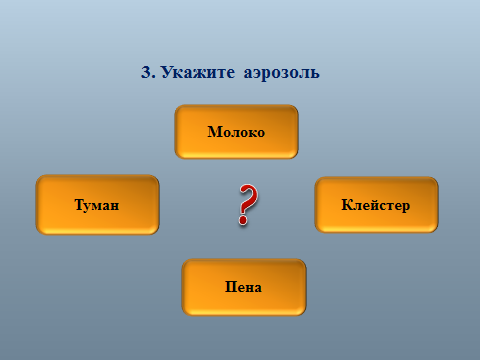 3. Укажите аэрозоль
Молоко
Туман
?
Клейстер
Пена